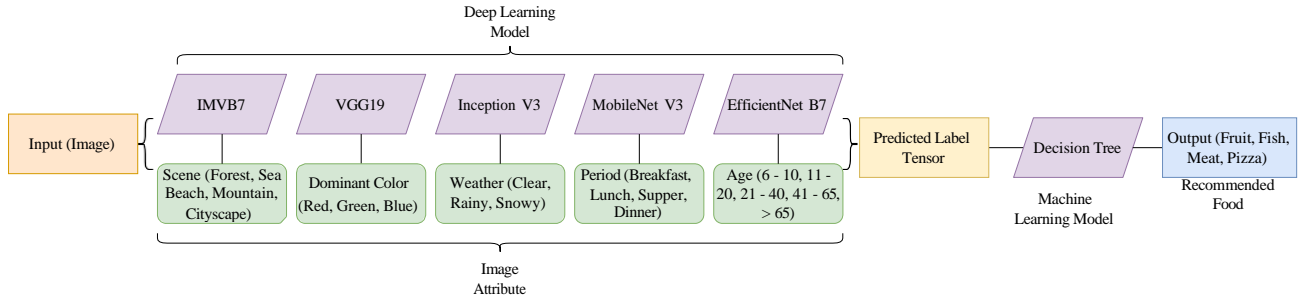 Deep Learning
Model
IMVB7
VGG19
Inception V3
MobileNet V3
EfficientNet B7
Input (Image)
Scene (Forest, Sea
Beach, Mountain,
Cityscape)
Dominant Color
(Red, Green, Blue)
Weather (Clear,
Rainy, Snowy)
Period (Breakfast,
Lunch, Supper,
Dinner)
Age (6 - 10, 11 -
20, 21 - 40, 41 - 65,
> 65)
Image
Attribute
Predicted Label
Tensor
Decision Tree
Machine
Learning Model
Output (Fruit, Fish,
Meat, Pizza)
Recommended
Food